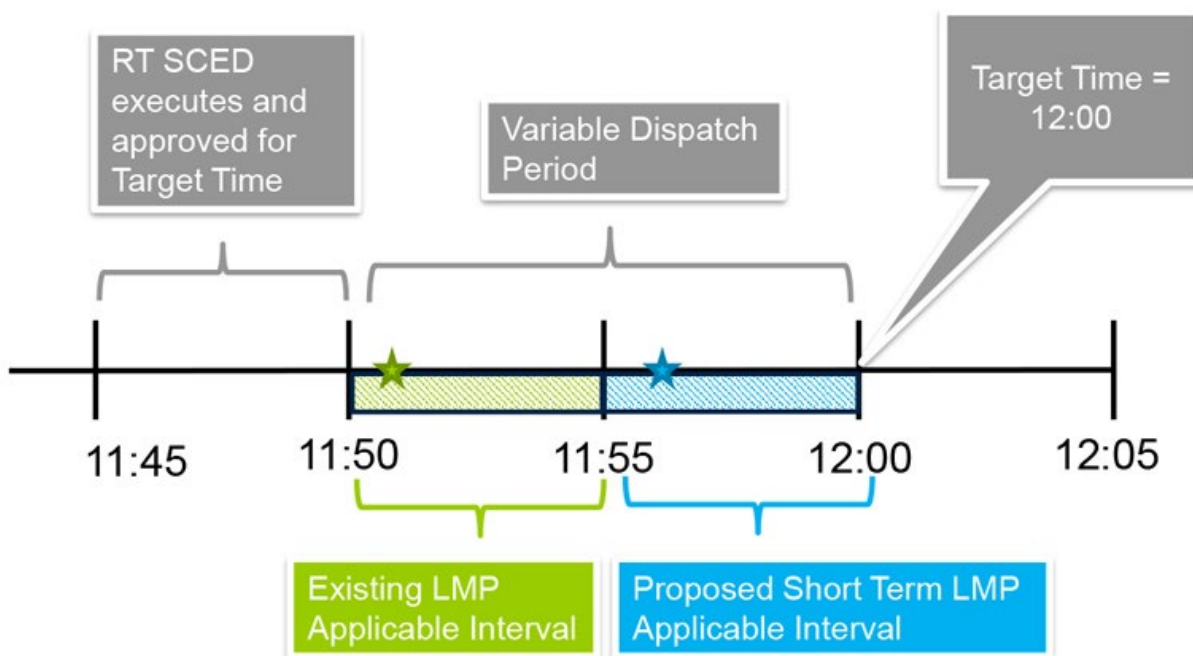 RT SCED
executes and
approved for
Target Time
Variable Dispatch
Period
Target Time =
12:00
11:45
11:50
11:55
12:00
12:05
Existing LMP
Applicable Interval
Proposed Short Term LMP
Applicable Interval